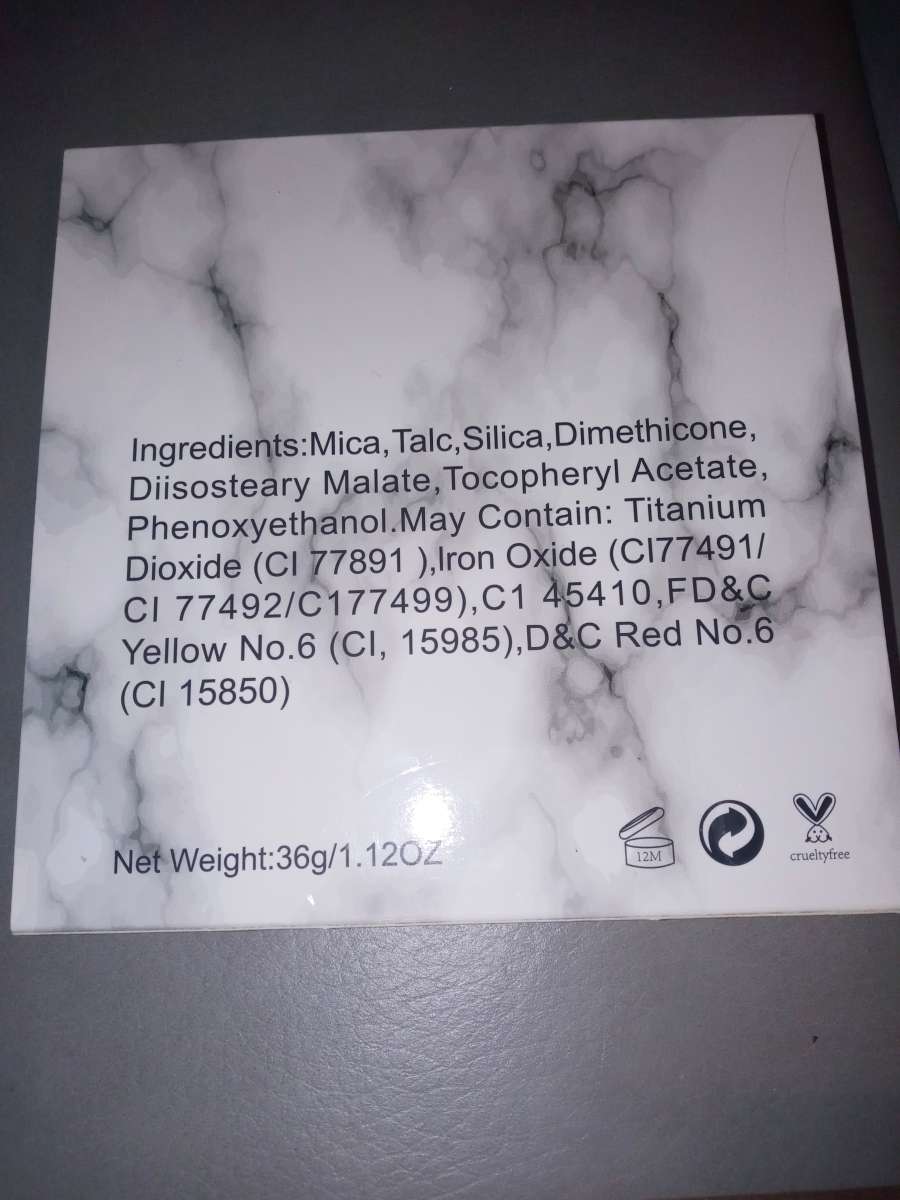 Ingredients:Mica,Talc,Silica,Dimethicone,
Diisosteary Malate,Tocopheryl Acetate,
Phenoxyethanol.May Contain: Titanium
Dioxide (CI 77891 ),Iron Oxide (CI77491/
CI 77492/C177499),C1 45410,FD&C
Yellow No.6 (CI, 15985),D&C Red No.6
(CI 15850)
Net Weight:36g/1.12OZ
12M
crueltyfree